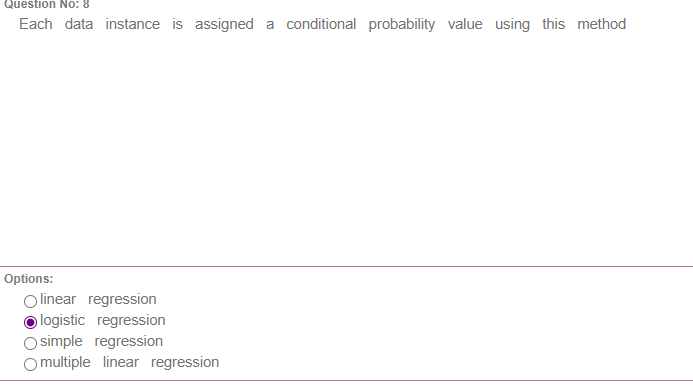 Question No: 8
Each data instance is assigned a conditional probability value using this method
Options:
linear regression
logistic regression
simple regression
multiple linear regression